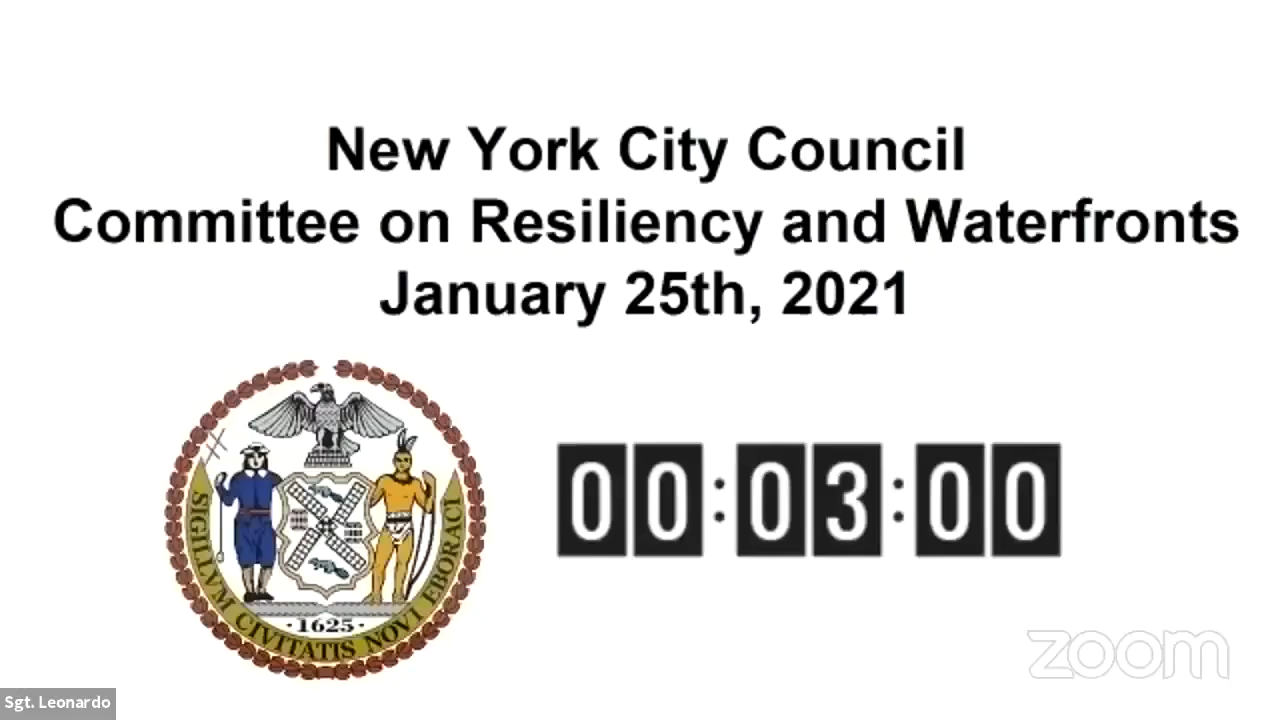 New York City Council
Committee on Resiliency and Waterfronts
January 25th, 2021
00:03:00
SIGILLVM CIVITATIS NOVI EBORACI
·1625·
zoom
Sgt. Leonardo